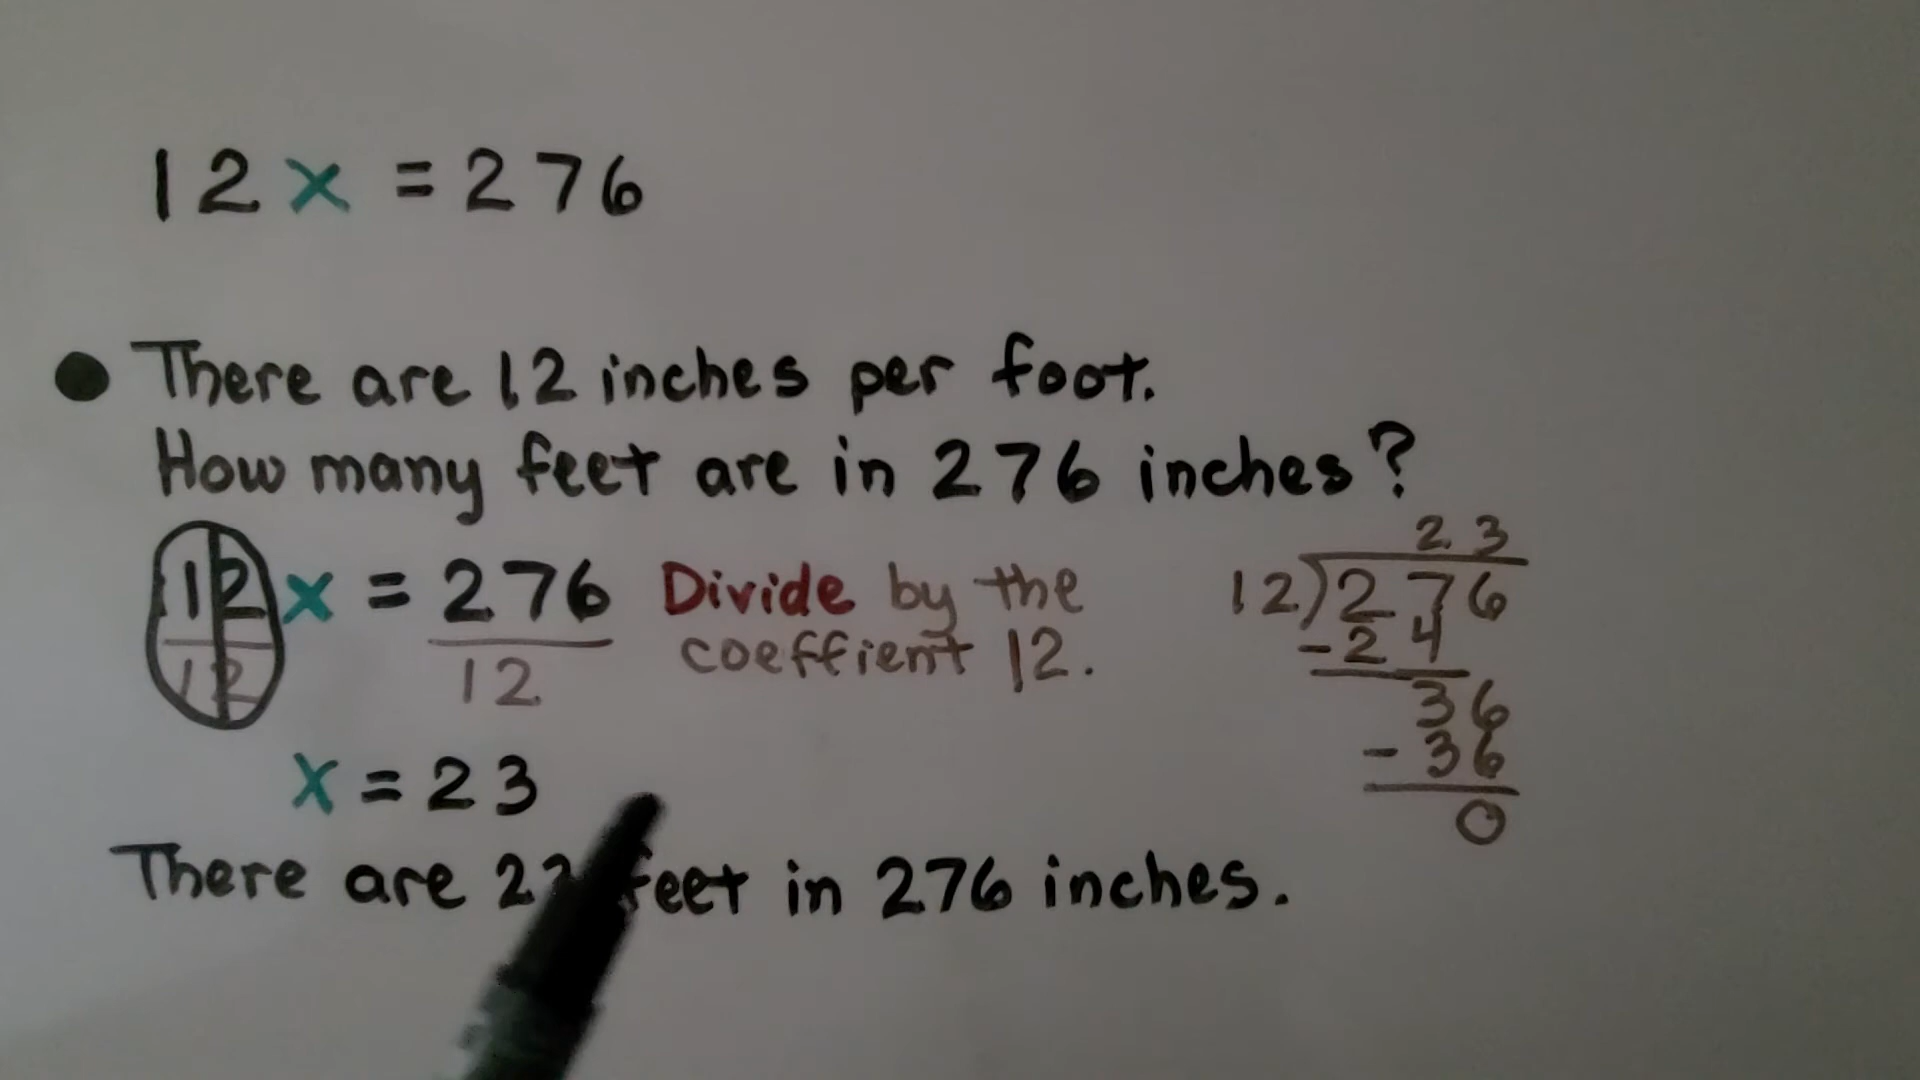 12x = 276
● There are 12 inches per foot.
How many feet are in 276 inches?
12x = 276 Divide by the
12 12 coeffient 12.
x = 23
There are feet in 276 inches.
23
12)276
-24
36
-36
0